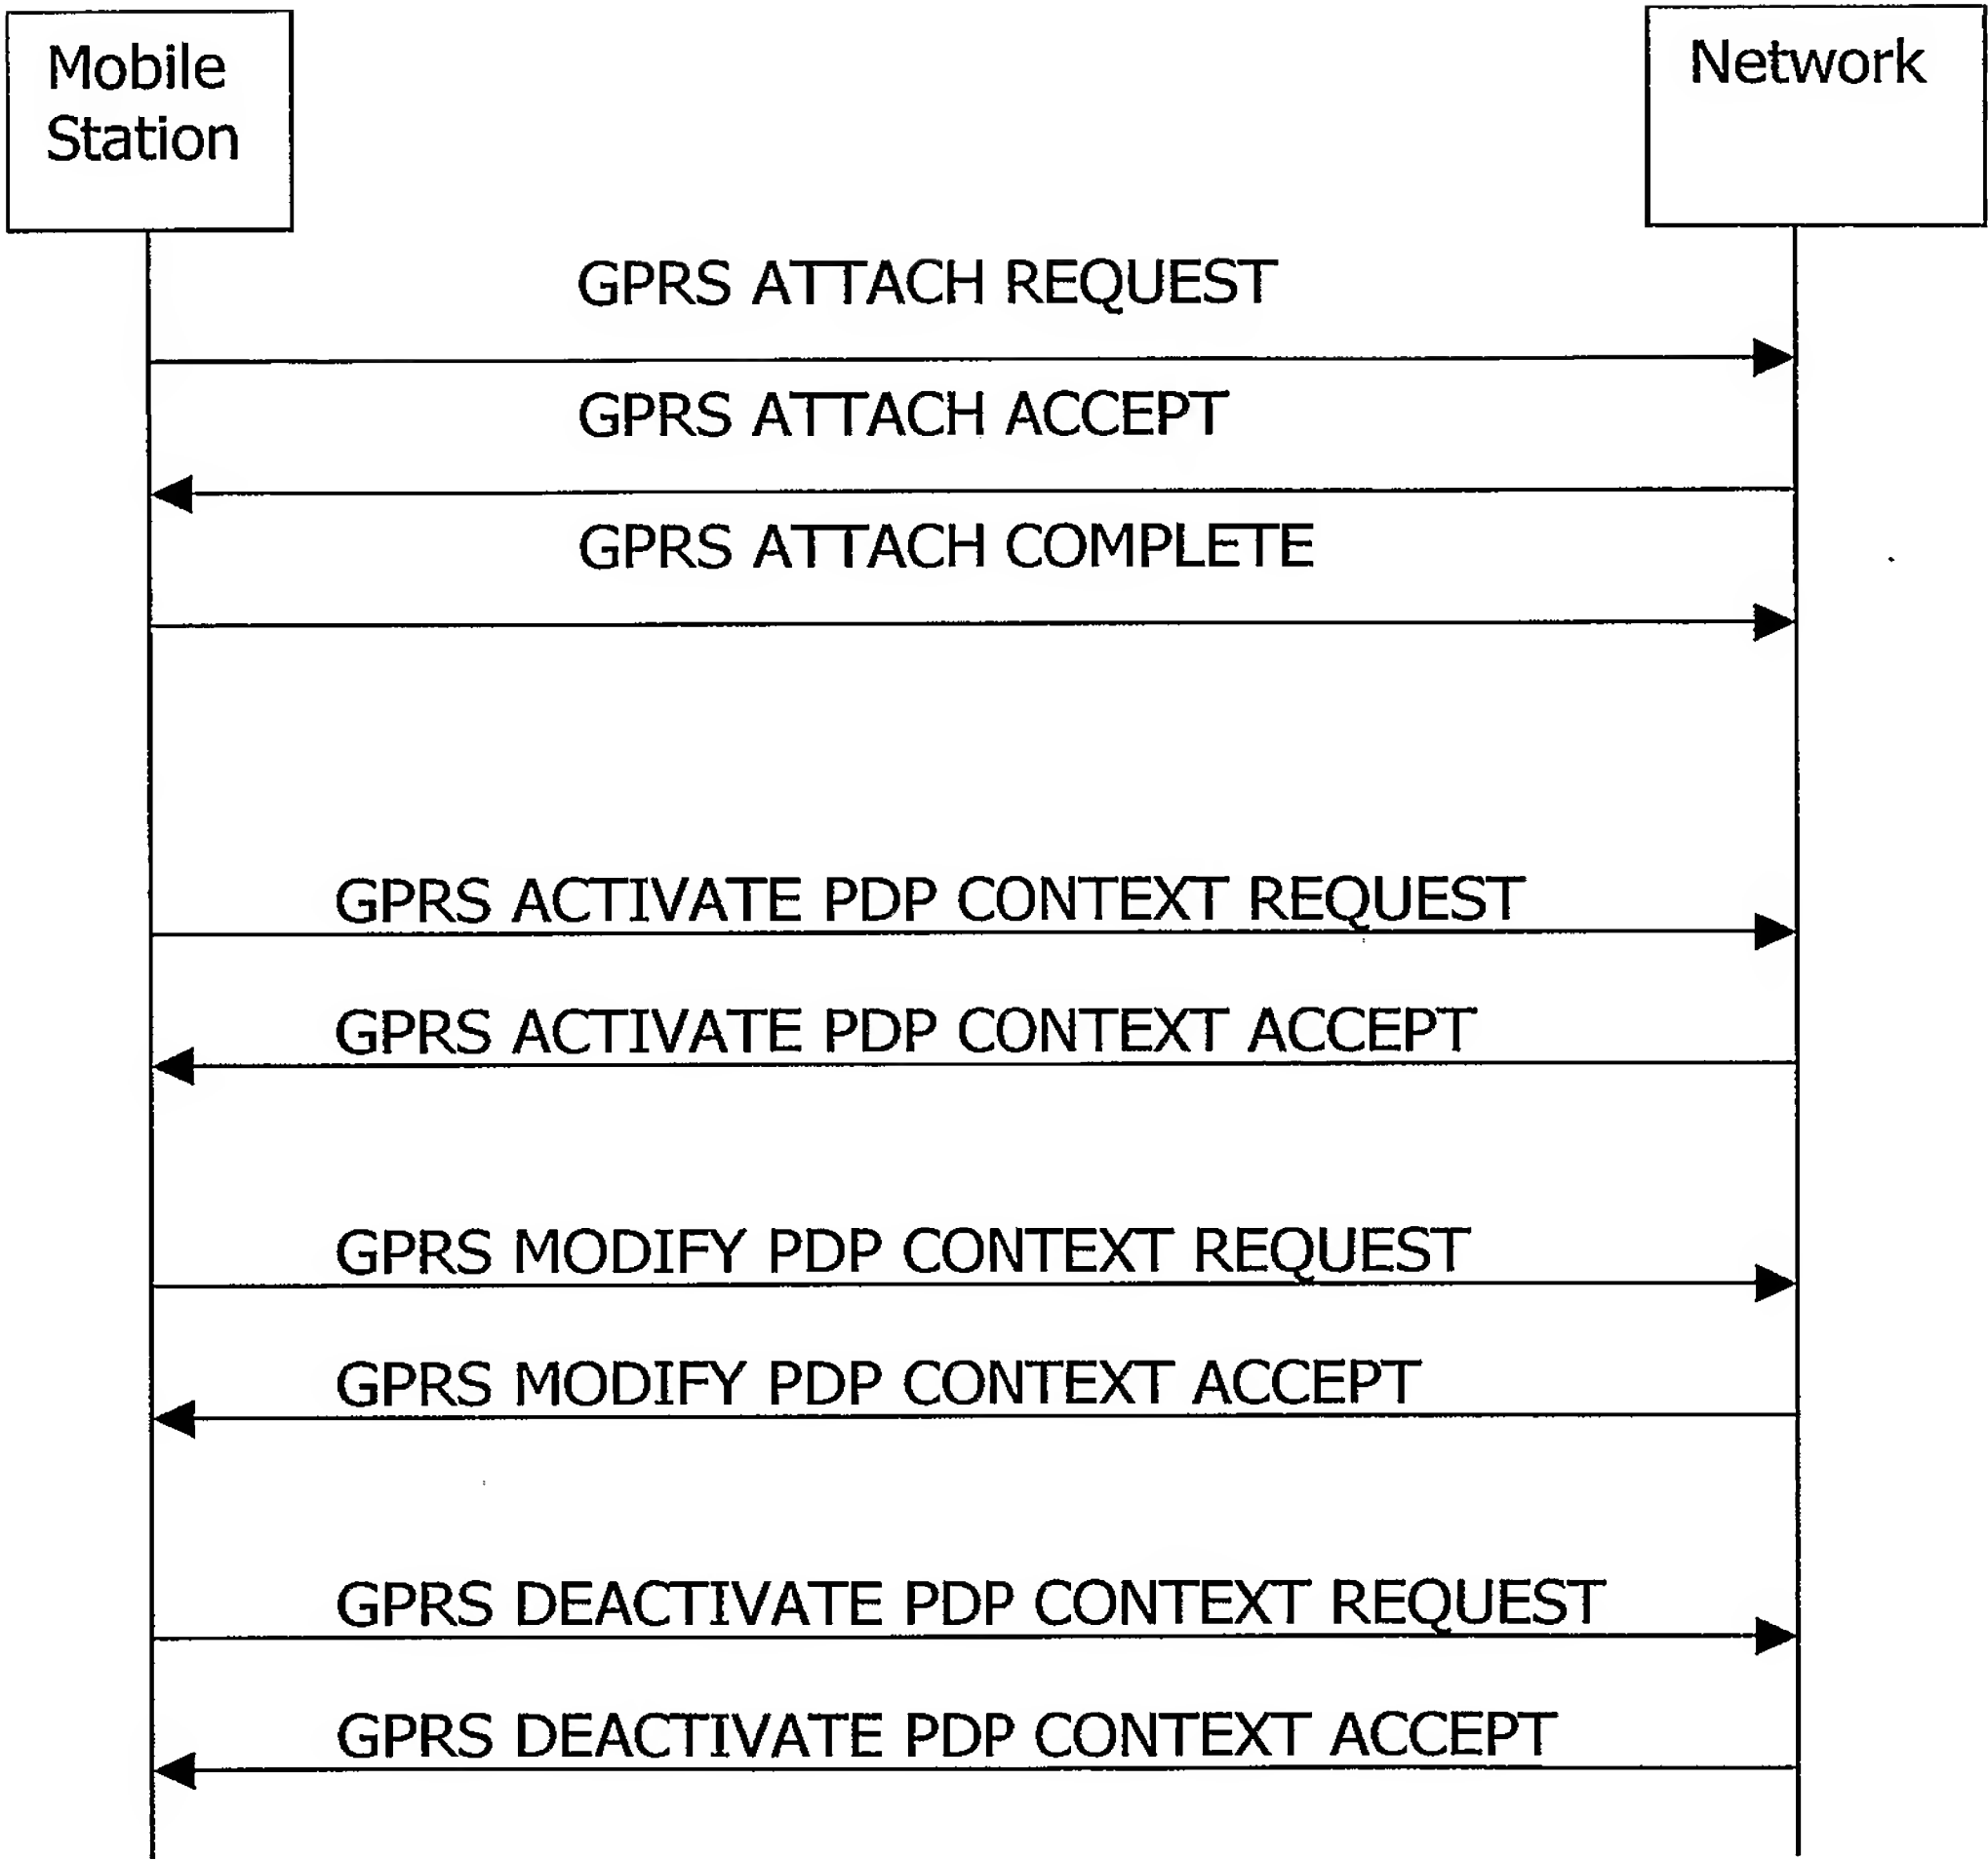 Mobile
Station
Network
GPRS ATTACH REQUEST
GPRS ATTACH ACCEPT
GPRS ATTACH COMPLETE
GPRS ACTIVATE PDP CONTEXT REQUEST
GPRS ACTIVATE PDP CONTEXT ACCEPT
GPRS MODIFY PDP CONTEXT REQUEST
GPRS MODIFY PDP CONTEXT ACCEPT
GPRS DEACTIVATE PDP CONTEXT REQUEST
GPRS DEACTIVATE PDP CONTEXT ACCEPT